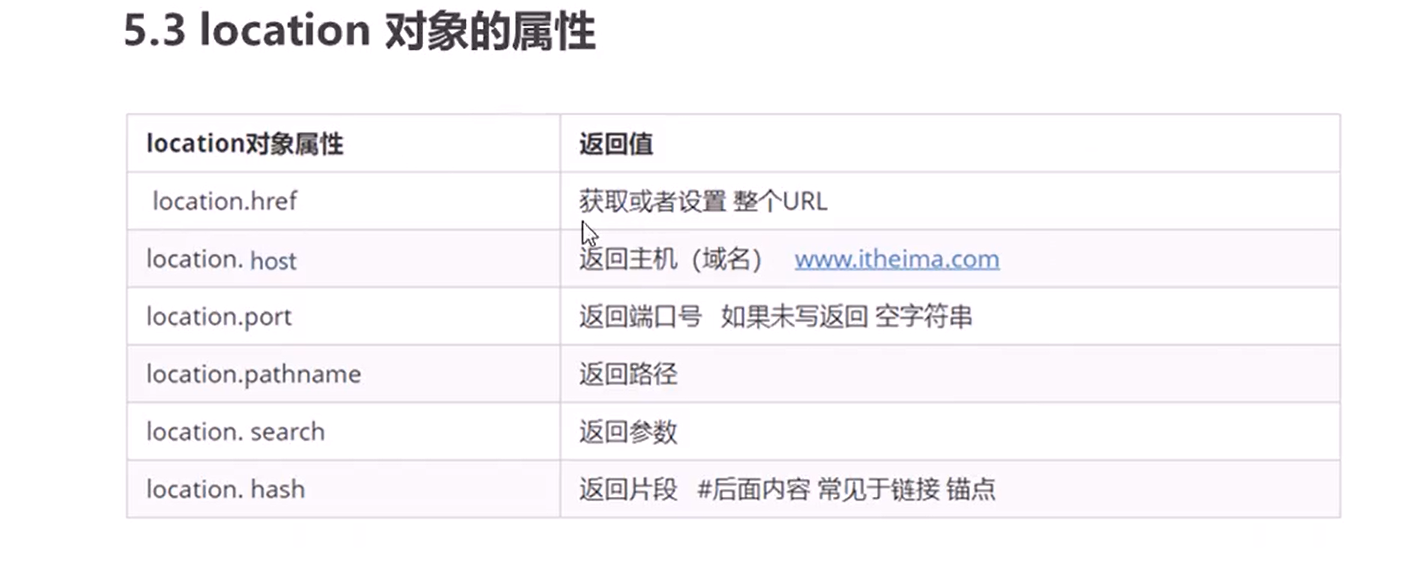 5.3 location 对象的属性
location对象属性 返回值
location.href 获取或者设置 整个URL
location. host 返回主机（域名） www.itheima.com
location.port 返回端口号 如果未写返回 空字符串
location.pathname 返回路径
location. search 返回参数
location. hash 返回片段 #后面内容 常见于链接 锚点